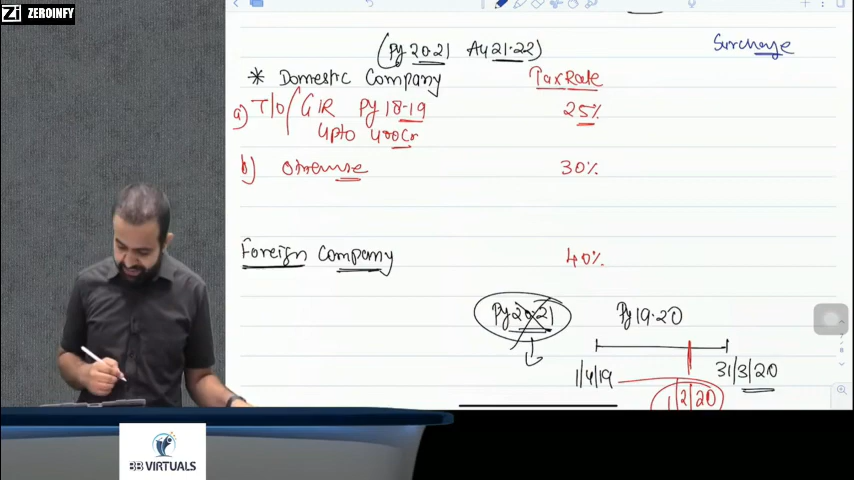 Zi ZEROINFY
(Py 20-21 Ay 21-22)
Surcharge
* Domestic Company
Tax Rate
a) T/O/GIR Py 18-19
upto 400Cr
25%
b) Otherwise
30%
Foreign Company
40%
Py 20-21
Py 19-20
1/4/19
31/3/20
1/2/20
BB VIRTUALS